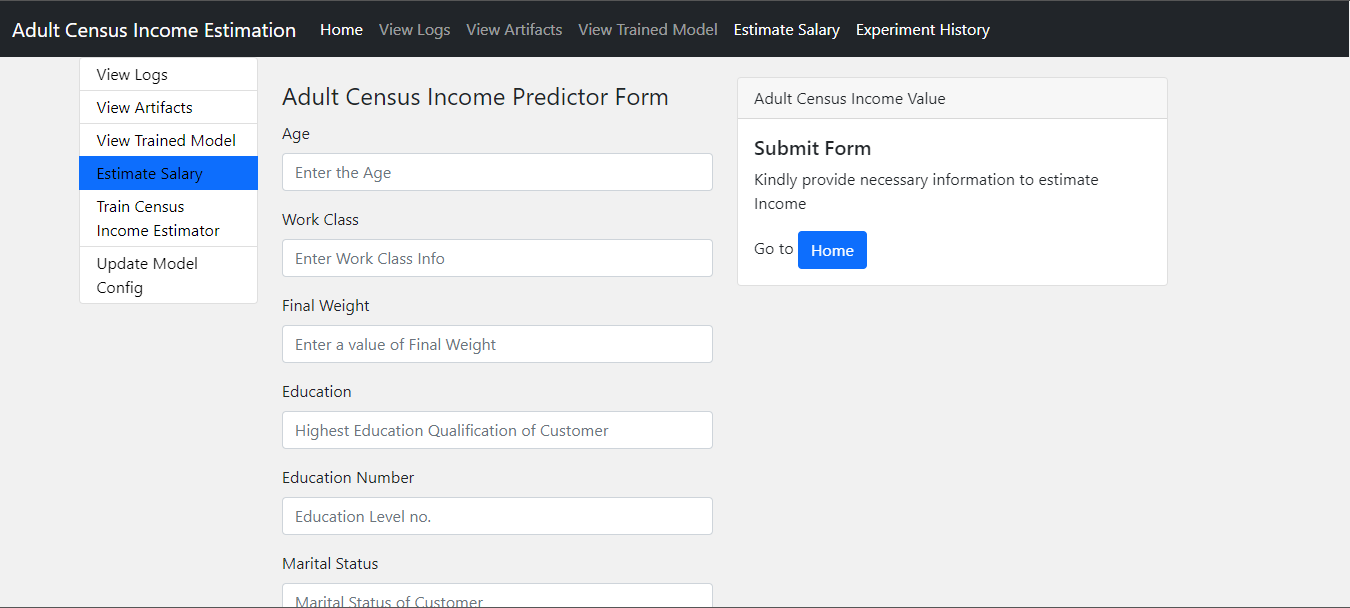 Adult Census Income Estimation Home View Logs View Artifacts View Trained Model Estimate Salary Experiment History
View Logs
View Artifacts
View Trained Model
Estimate Salary
Train Census
Income Estimator
Update Model
Config
Adult Census Income Predictor Form
Age
Enter the Age
Work Class
Enter Work Class Info
Final Weight
Enter a value of Final Weight
Education
Highest Education Qualification of Customer
Education Number
Education Level no.
Marital Status
Marital Status of Customer
Adult Census Income Value
Submit Form
Kindly provide necessary information to estimate
Income
Go to Home